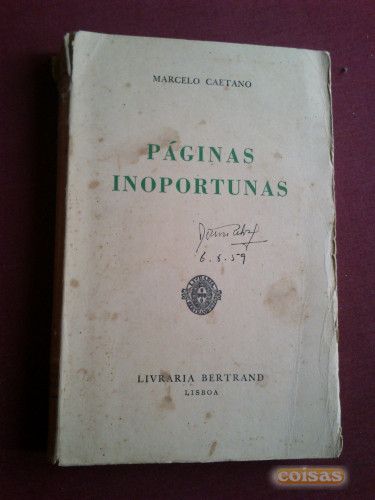 MARCELO CAETANO
PÁGINAS
INOPORTUNAS
6.8.59
LIVRARIA BERTRAND
LISBOA
coisas